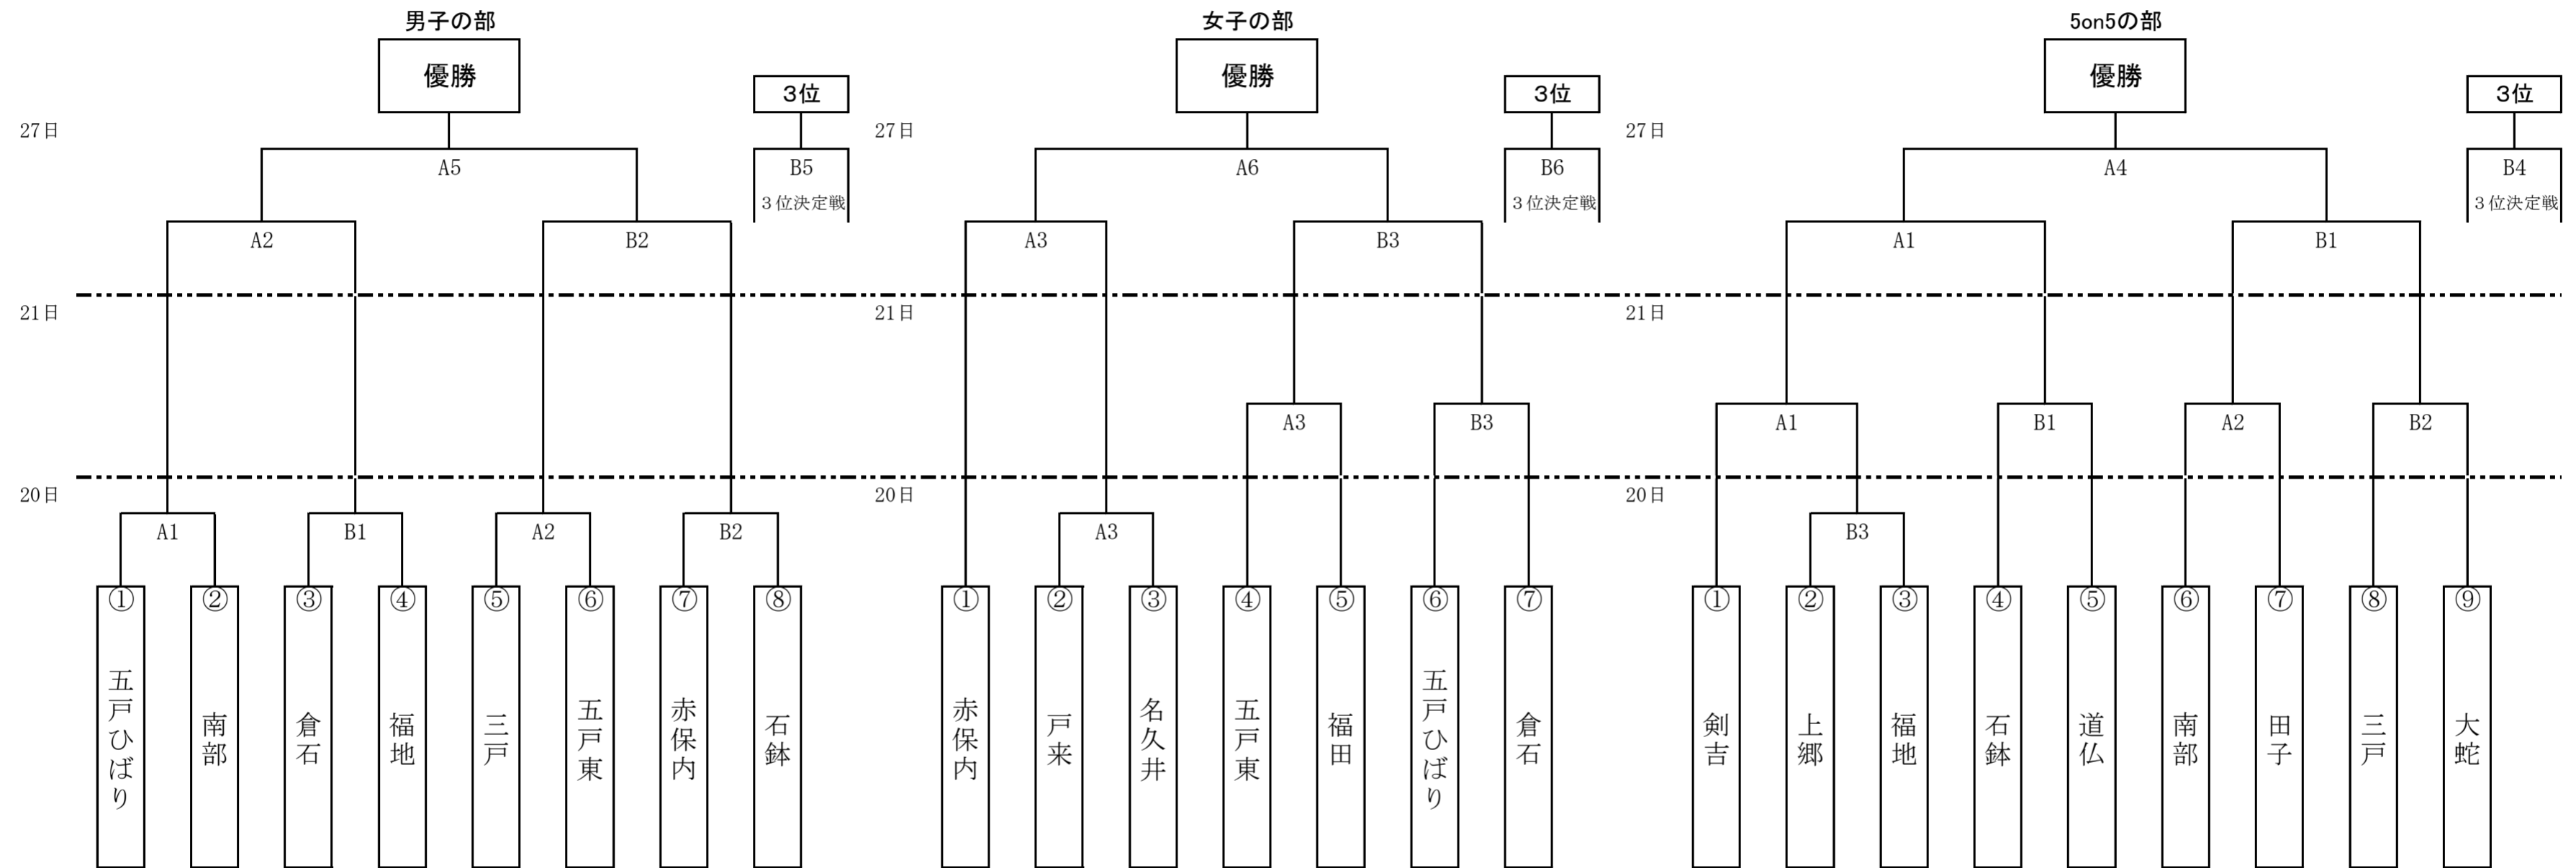 男子の部
女子の部
5on5の部
優勝
優勝
優勝
3位
3位
3位
27日
27日
27日
A5
B5
A6
B6
A4
B4
3位決定戦
3位決定戦
3位決定戦
A2
B2
A3
B3
A1
B1
21日
21日
21日
A3
B3
A1
B1
A2
B2
20日
20日
20日
A1
B1
A2
B2
A3
B3
①
②
③
④
⑤
⑥
⑦
⑧
①
②
③
④
⑤
⑥
⑦
①
②
③
④
⑤
⑥
⑦
⑧
⑨
五戸ひばり
南部
倉石
福地
三戸
五戸東
赤保内
石鉢
赤保内
戸来
名久井
五戸東
福田
五戸ひばり
倉石
剣吉
上郷
福地
石鉢
道仏
南部
田子
三戸
大蛇